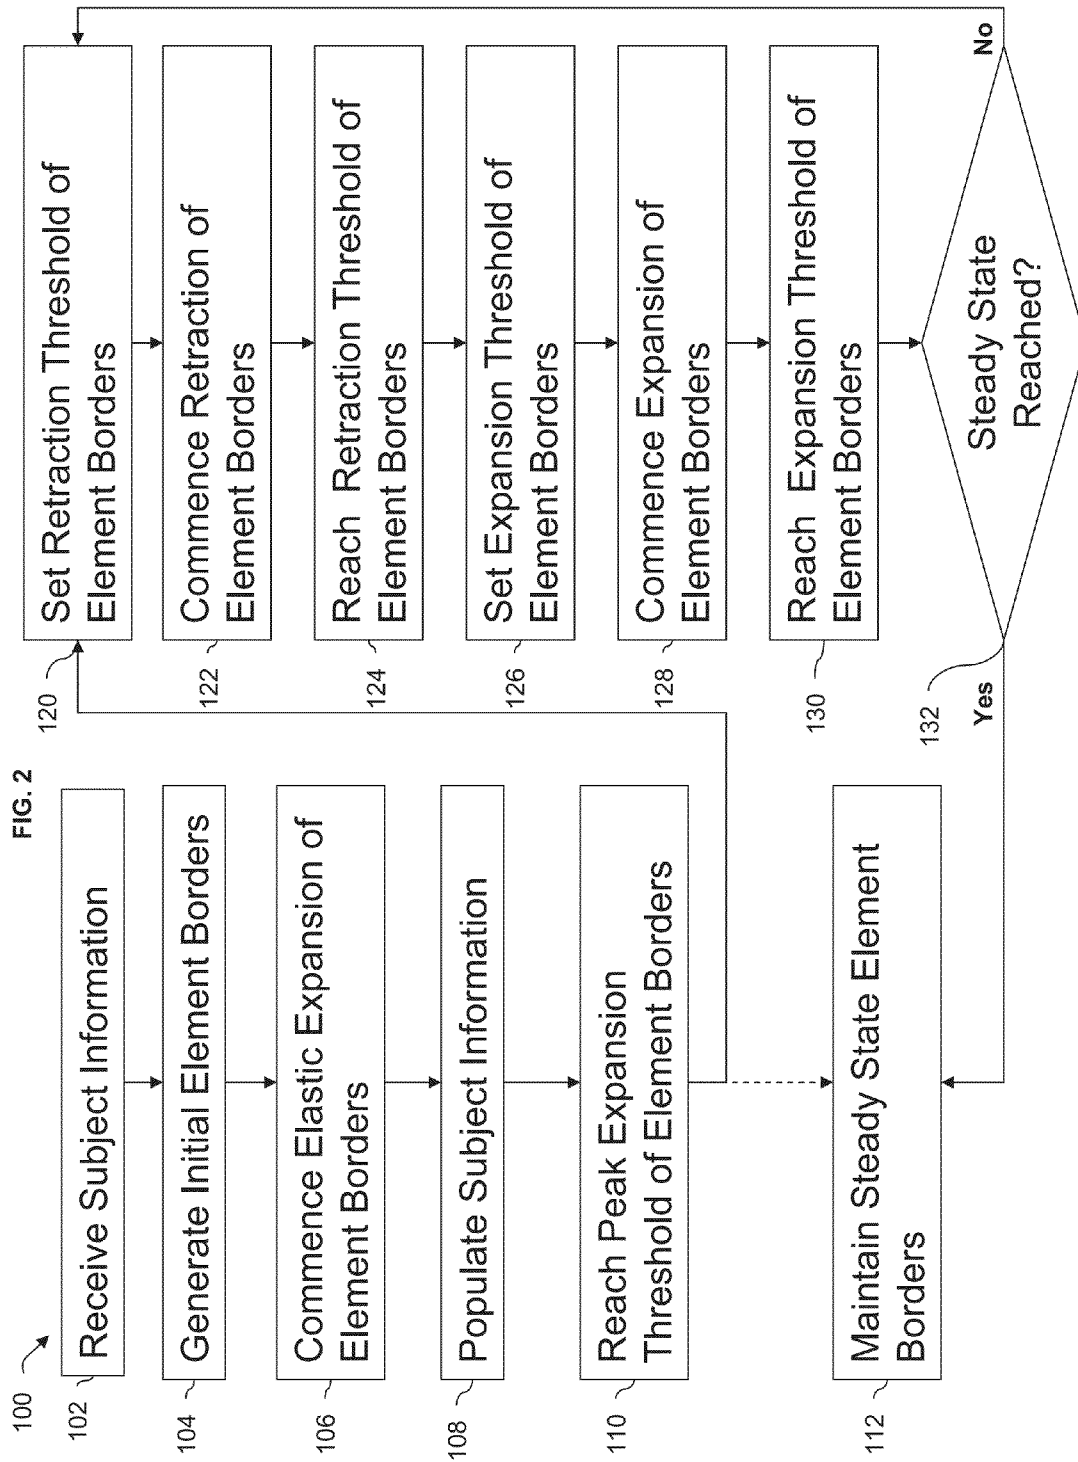 FIG. 2
100
102
Receive Subject Information
104
Generate Initial Element Borders
106
Commence Elastic Expansion of
Element Borders
108
Populate Subject Information
110
Reach Peak Expansion
Threshold of Element Borders
112
Maintain Steady State Element
Borders
120
Set Retraction Threshold of
Element Borders
122
Commence Retraction of
Element Borders
124
Reach Retraction Threshold of
Element Borders
126
Set Expansion Threshold of
Element Borders
128
Commence Expansion of
Element Borders
130
Reach Expansion Threshold of
Element Borders
132
Steady State
Reached?
Yes
No